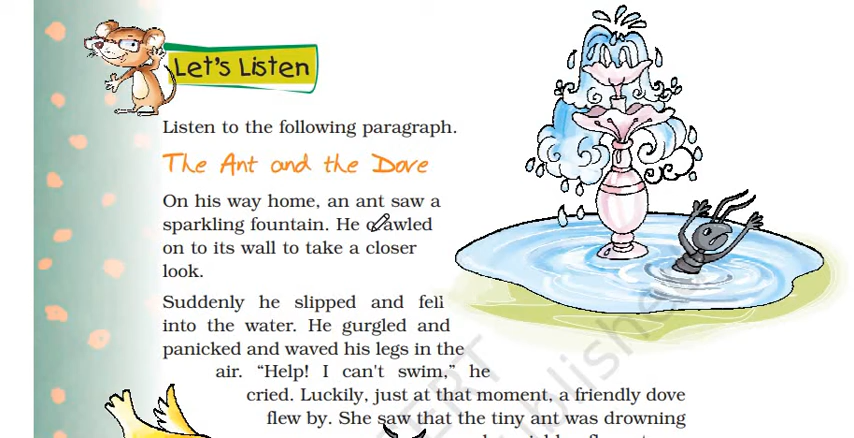 Let's Listen
Listen to the following paragraph.
The Ant and the Dove
On his way home, an ant saw a
sparkling fountain. He crawled
on to its wall to take a closer
look.
Suddenly he slipped and fell
into the water. He gurgled and
panicked and waved his legs in the
air. “Help! I can't swim,” he
cried. Luckily, just at that moment, a friendly dove
flew by. She saw that the tiny ant was drowning